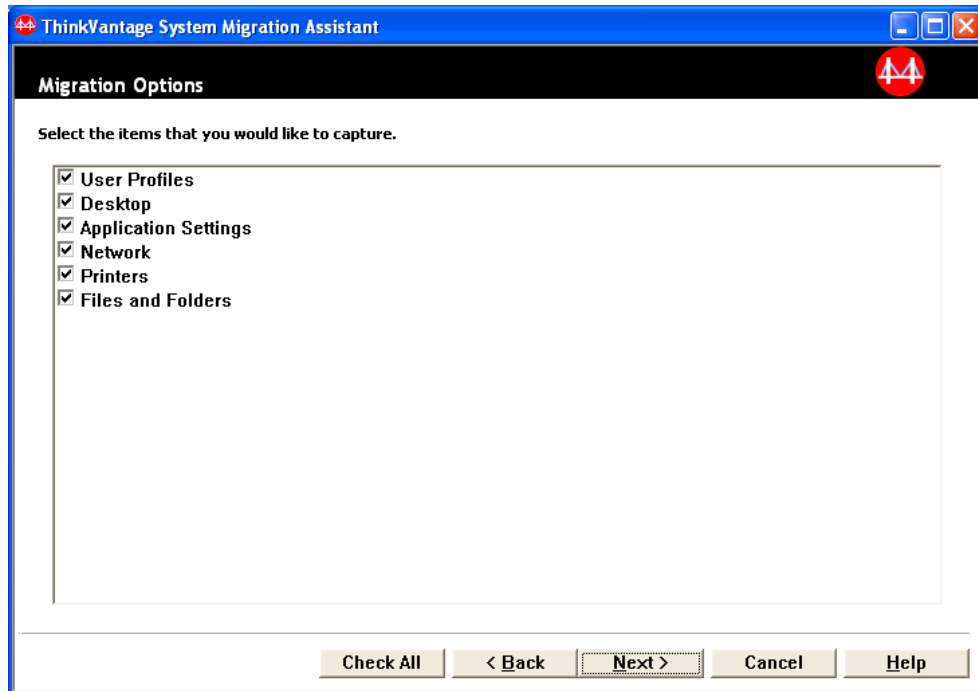 ThinkVantage System Migration Assistant
Migration Options
Select the items that you would like to capture.
User Profiles
Desktop
Application Settings
Network
Printers
Files and Folders
Check All < Back Next > Cancel Help